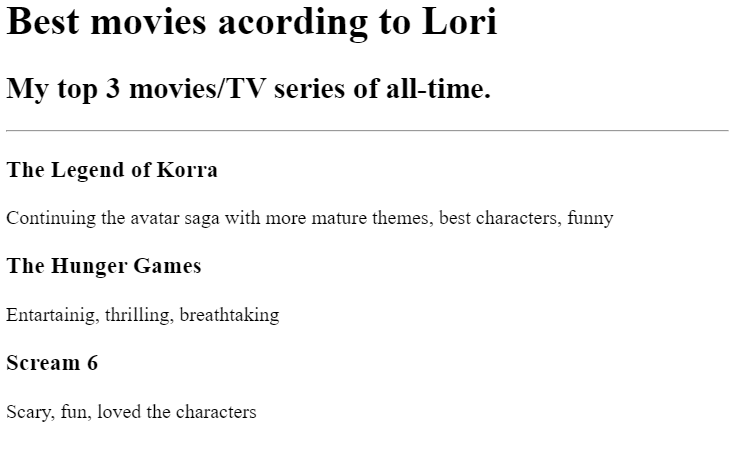 Best movies acording to Lori
My top 3 movies/TV series of all-time.
The Legend of Korra
Continuing the avatar saga with more mature themes, best characters, funny
The Hunger Games
Entartainig, thrilling, breathtaking
Scream 6
Scary, fun, loved the characters